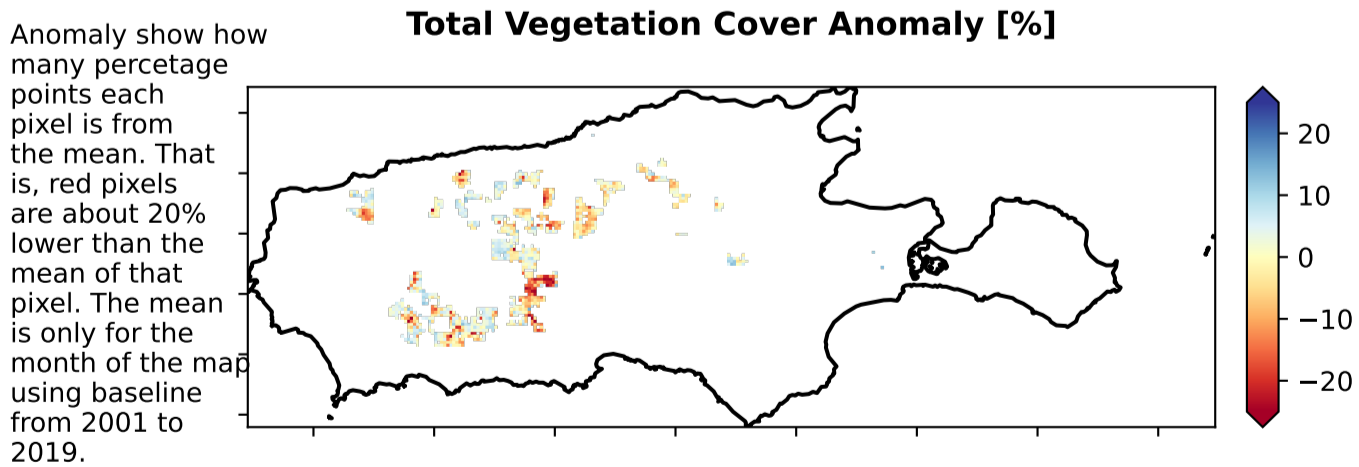 Total Vegetation Cover Anomaly [%]
Anomaly show how
many percetage
points each
pixel is from
the mean. That
is, red pixels
are about 20%
lower than the
mean of that
pixel. The mean
is only for the
month of the map
using baseline
from 2001 to
2019.
20
10
0
−10
−20